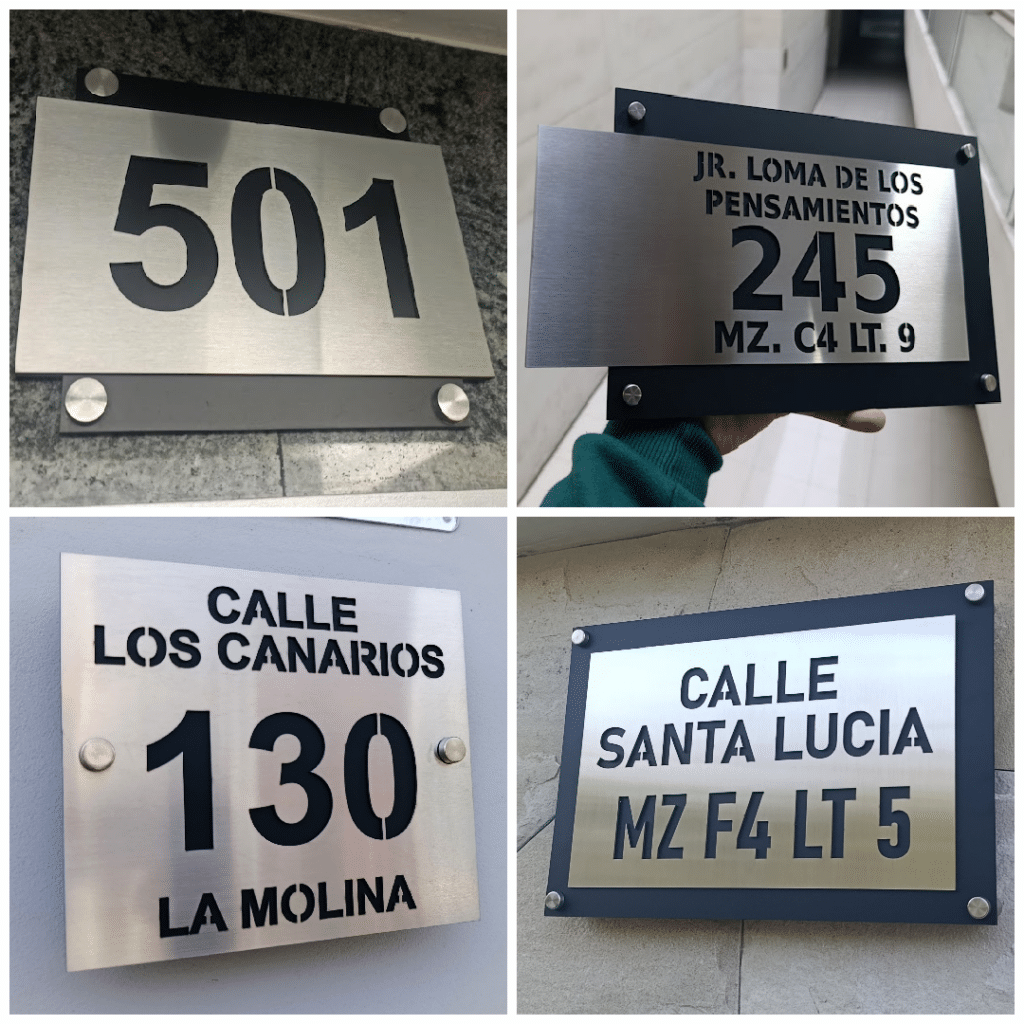 501
JR. LOMA DE LOS
PENSAMIENTOS
245
MZ. C4 LT. 9
CALLE
LOS CANARIOS
130
LA MOLINA
CALLE
SANTA LUCIA
MZ F4 LT 5